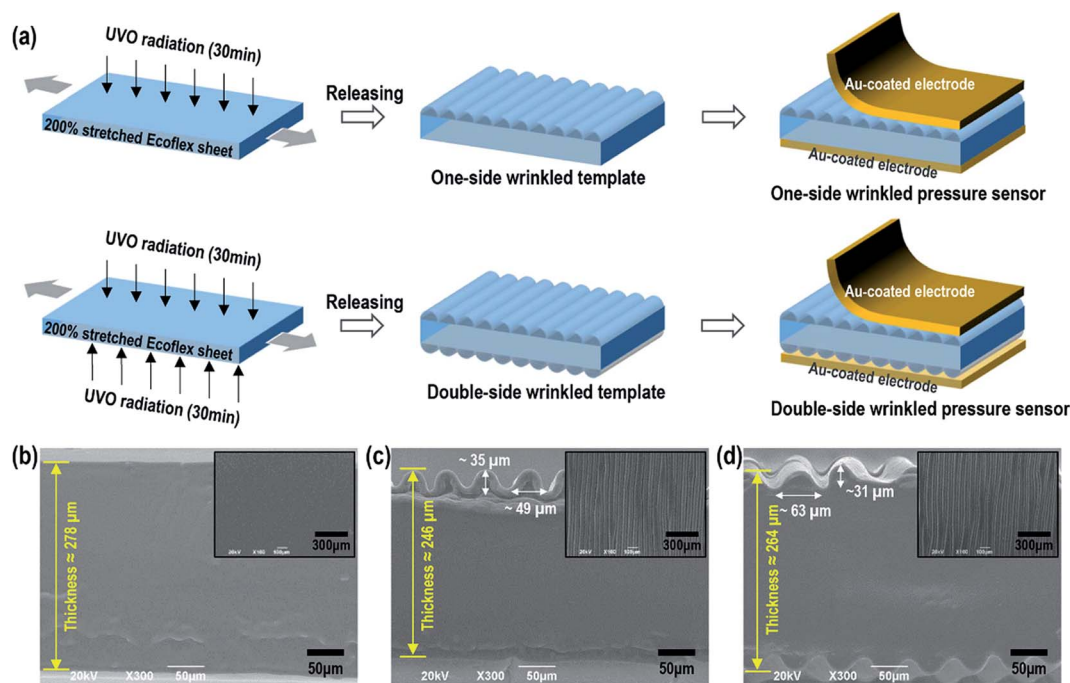 (a)
UVO radiation (30min)
200% stretched Ecoflex sheet
Releasing
One-side wrinkled template
Au-coated electrode
Au-coated electrode
One-side wrinkled pressure sensor
UVO radiation (30min)
200% stretched Ecoflex sheet
UVO radiation (30min)
Releasing
Double-side wrinkled template
Au-coated electrode
Au-coated electrode
Double-side wrinkled pressure sensor
(b)
Thickness ≈ 278 µm
300µm
20kV X160 100µm
50µm
20kV X300 50µm
(c)
~ 35 µm
~ 49 µm
Thickness ≈ 246 µm
300µm
50µm
20kV X300 50µm
(d)
~31 µm
~ 63 µm
Thickness ≈ 264 µm
300µm
50µm
20kV X300 50µm